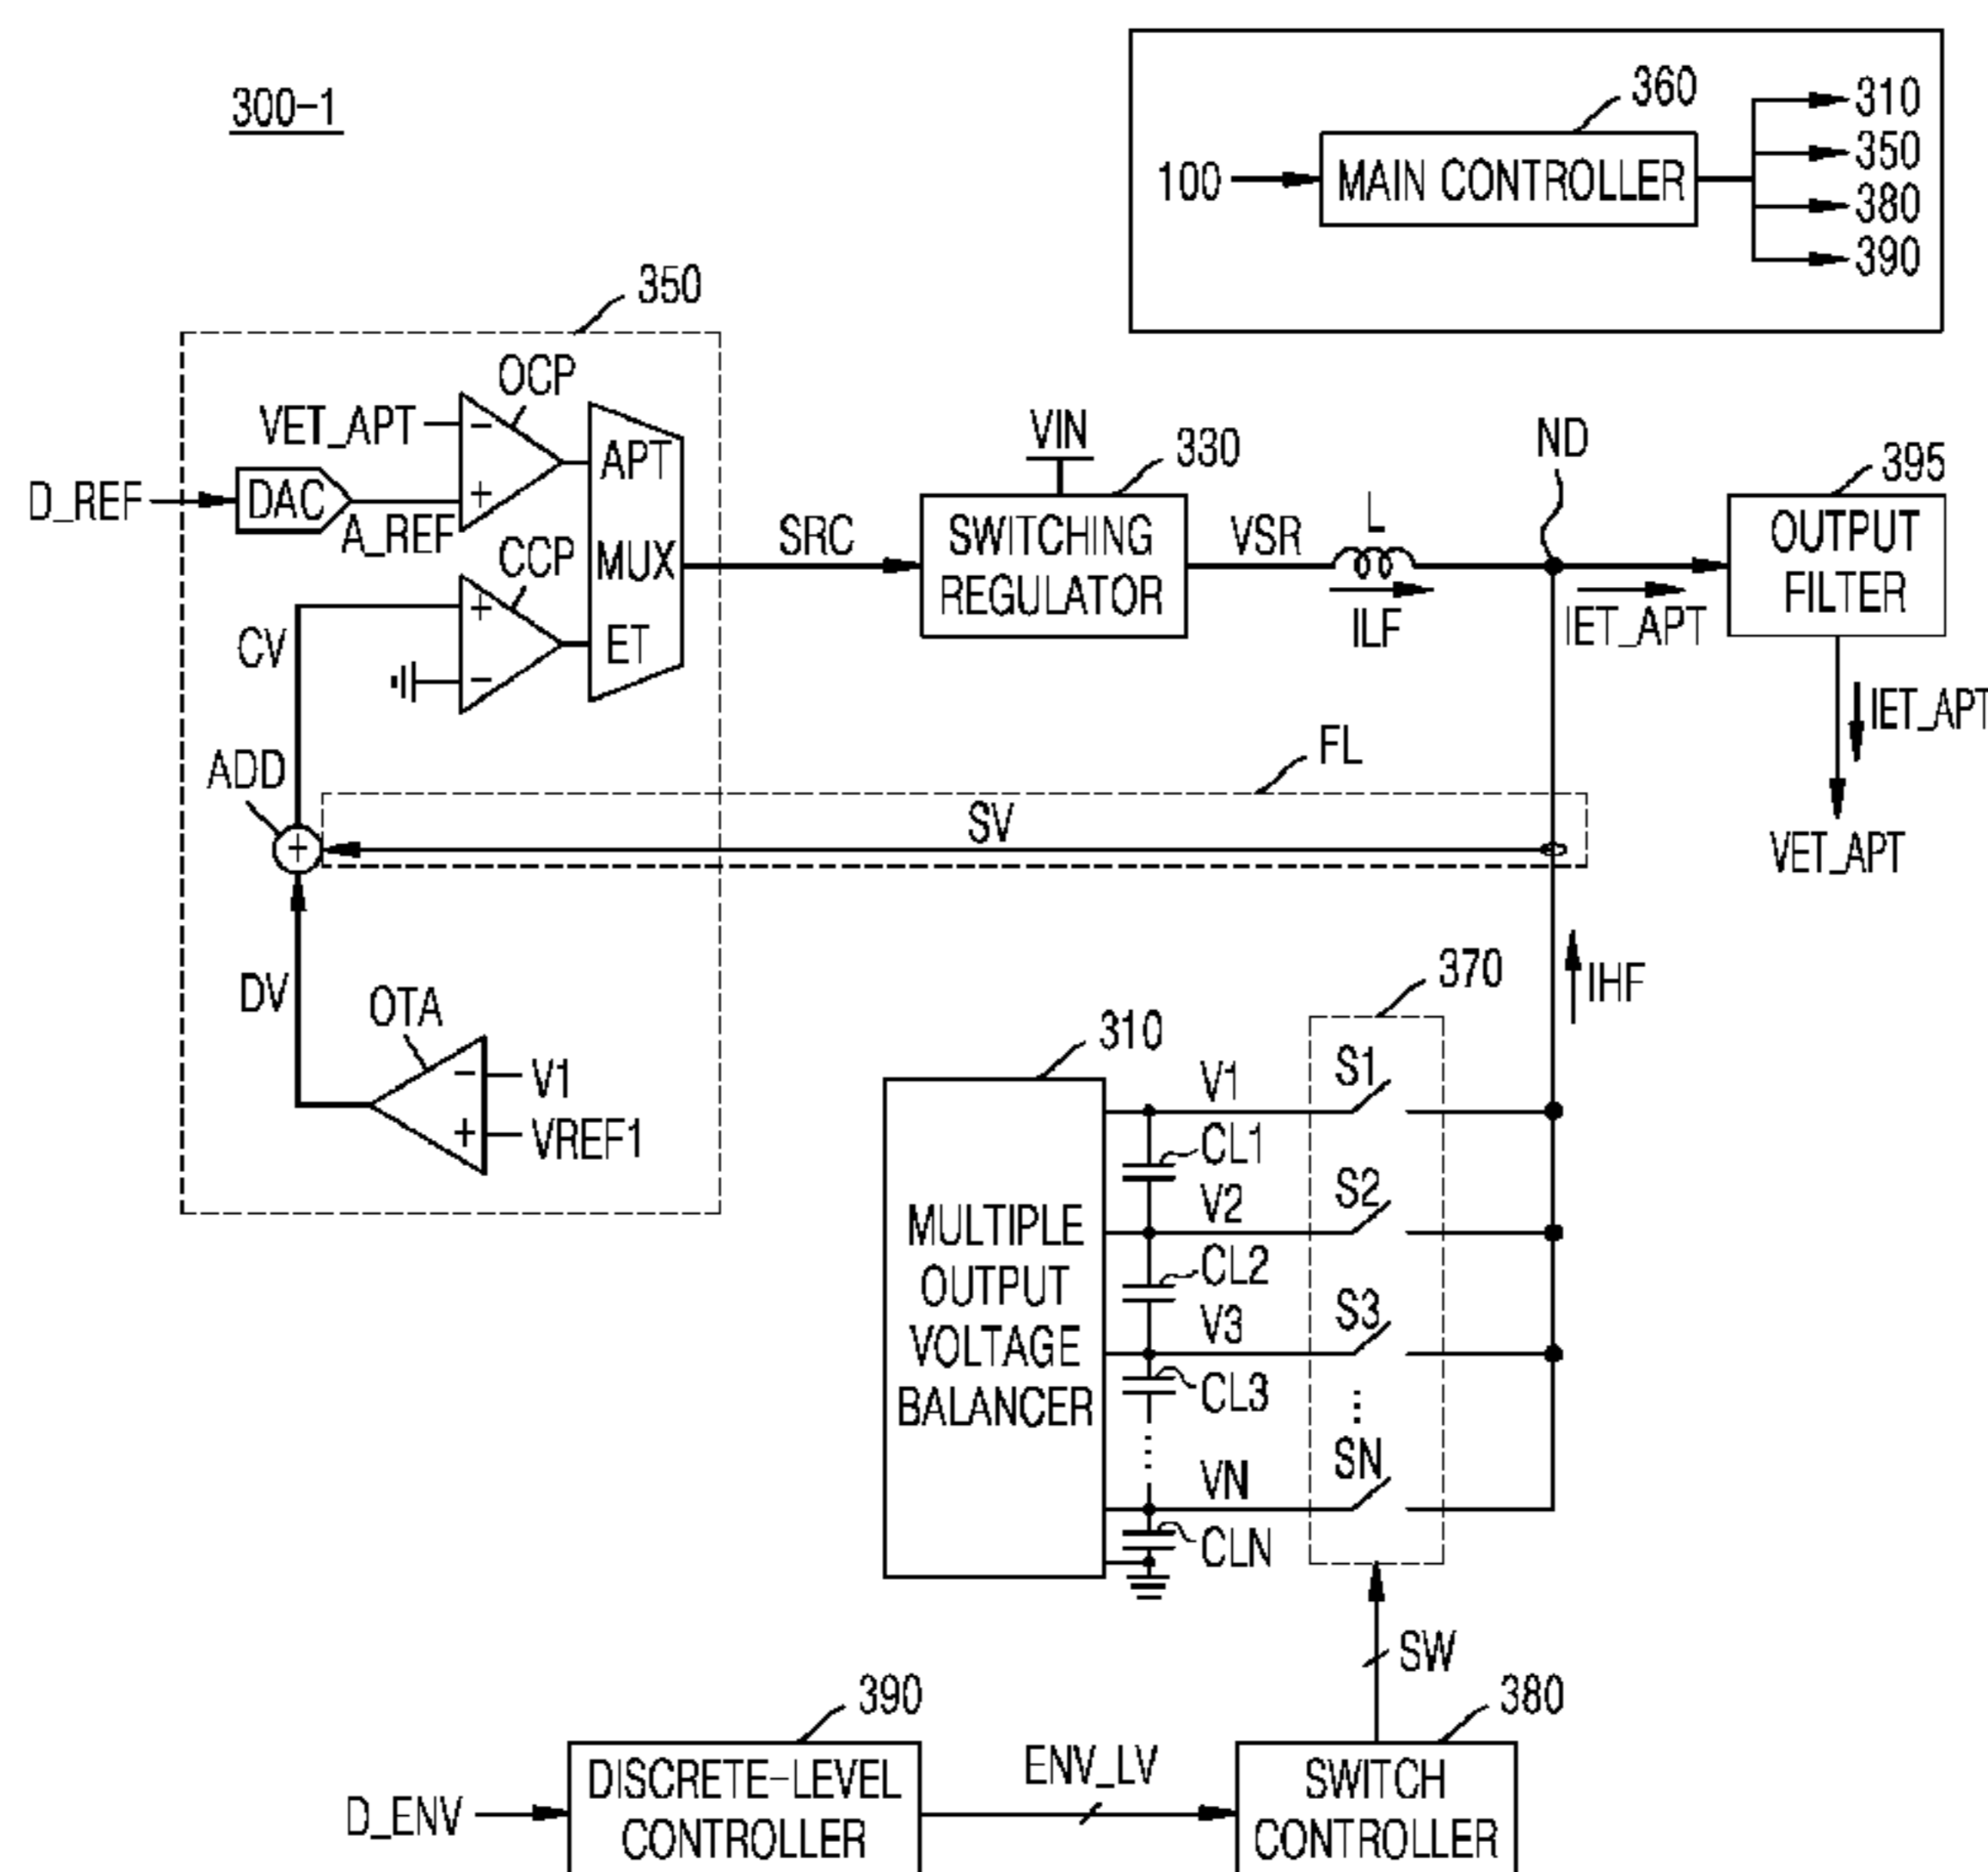 300-1
360
100
MAIN CONTROLLER
310
350
380
390
350
OCP
VET_APT
−
+
APT
D_REF
DAC
A_REF
CCP
+
−
MUX
ET
CV
SRC
VIN
330
SWITCHING
REGULATOR
VSR
L
ILF
ND
IET_APT
395
OUTPUT
FILTER
IET_APT
VET_APT
FL
SV
ADD
+
DV
OTA
−
+
V1
VREF1
370
IHF
310
MULTIPLE
OUTPUT
VOLTAGE
BALANCER
V1
S1
CL1
V2
S2
CL2
V3
S3
CL3
VN
SN
CLN
SW
390
380
D_ENV
DISCRETE-LEVEL
CONTROLLER
ENV_LV
SWITCH
CONTROLLER